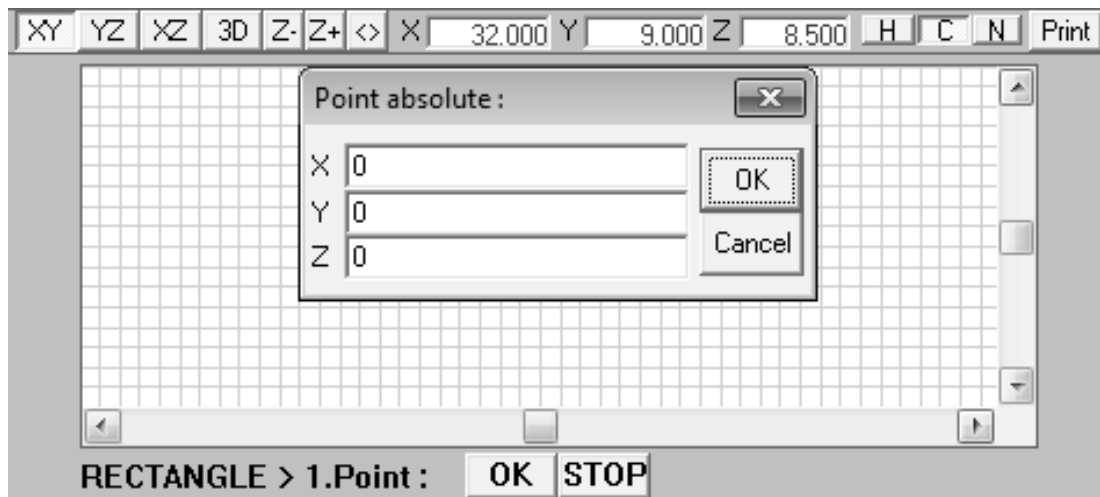 XY YZ XZ 3D Z- Z+ <> X 32.000 Y 9.000 Z 8.500 H C N Print
Point absolute :
X 0
OK
Y 0
Z 0
Cancel
RECTANGLE > 1.Point : OK STOP